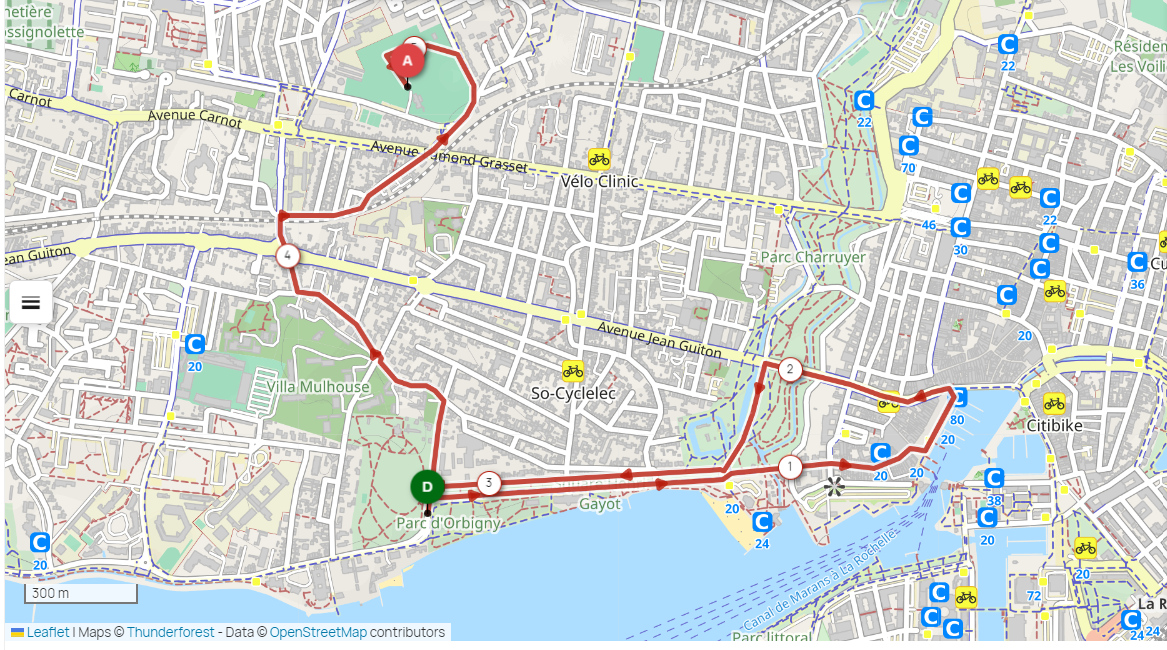 netière
ossignolette
Carnot
Avenue Carnot
A
Avenue Edmond Grasset
Vélo Clinic
C
22
Résiden
Les Voili
C
22
C
C
70
C
C
22
46
C
30
C
C
C
36
Cu
C
20
Parc Charruyer
ean Guiton
4
Avenue Jean Guiton
C
20
2
So-Cyclelec
Villa Mulhouse
C
80
Citibike
20
C
20
20
1
3
D
Gayot
Parc d'Orbigny
20
C
24
C
38
C
20
C
20
20
Canal de Marans à La Rochelle
C
C
C
72
La R
C
24
24
Parc littoral
300 m
Leaflet | Maps © Thunderforest - Data © OpenStreetMap contributors